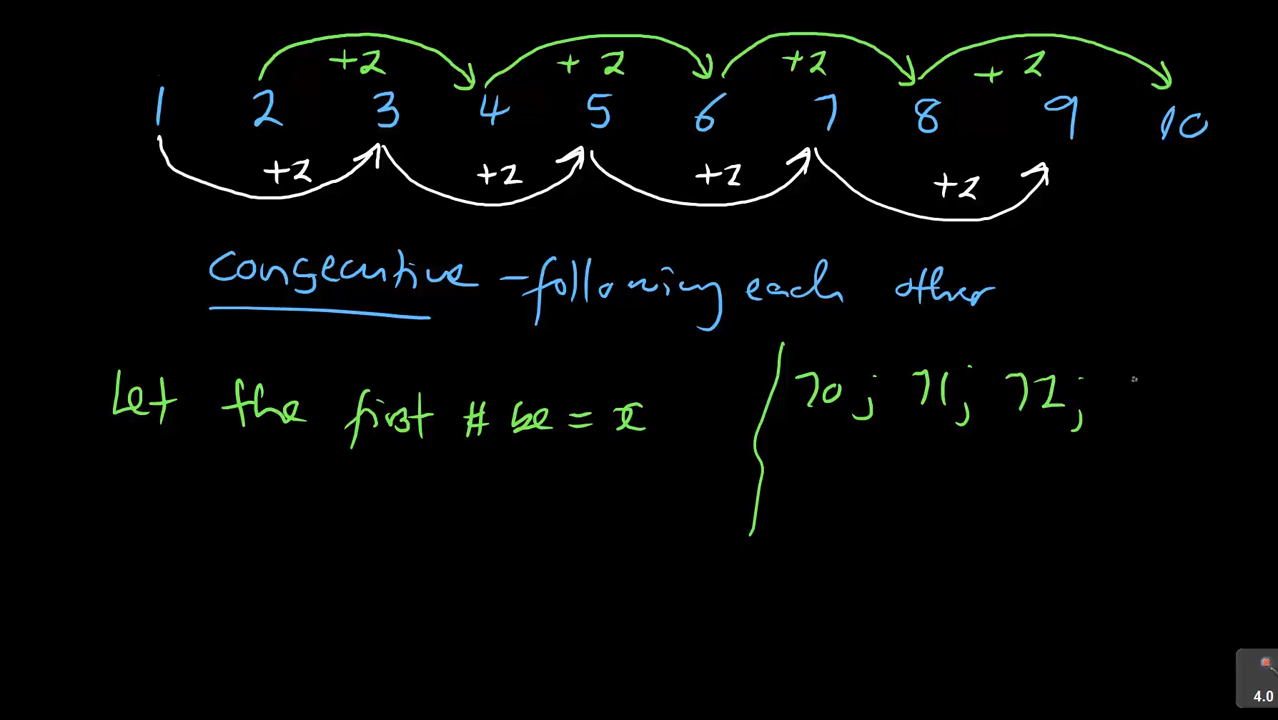 +2 +2 +2 +2
1 2 3 4 5 6 7 8 9 10
+2 +2 +2 +2
consecutive - following each other
Let the first # be = x
70; 71; 72;
4.0